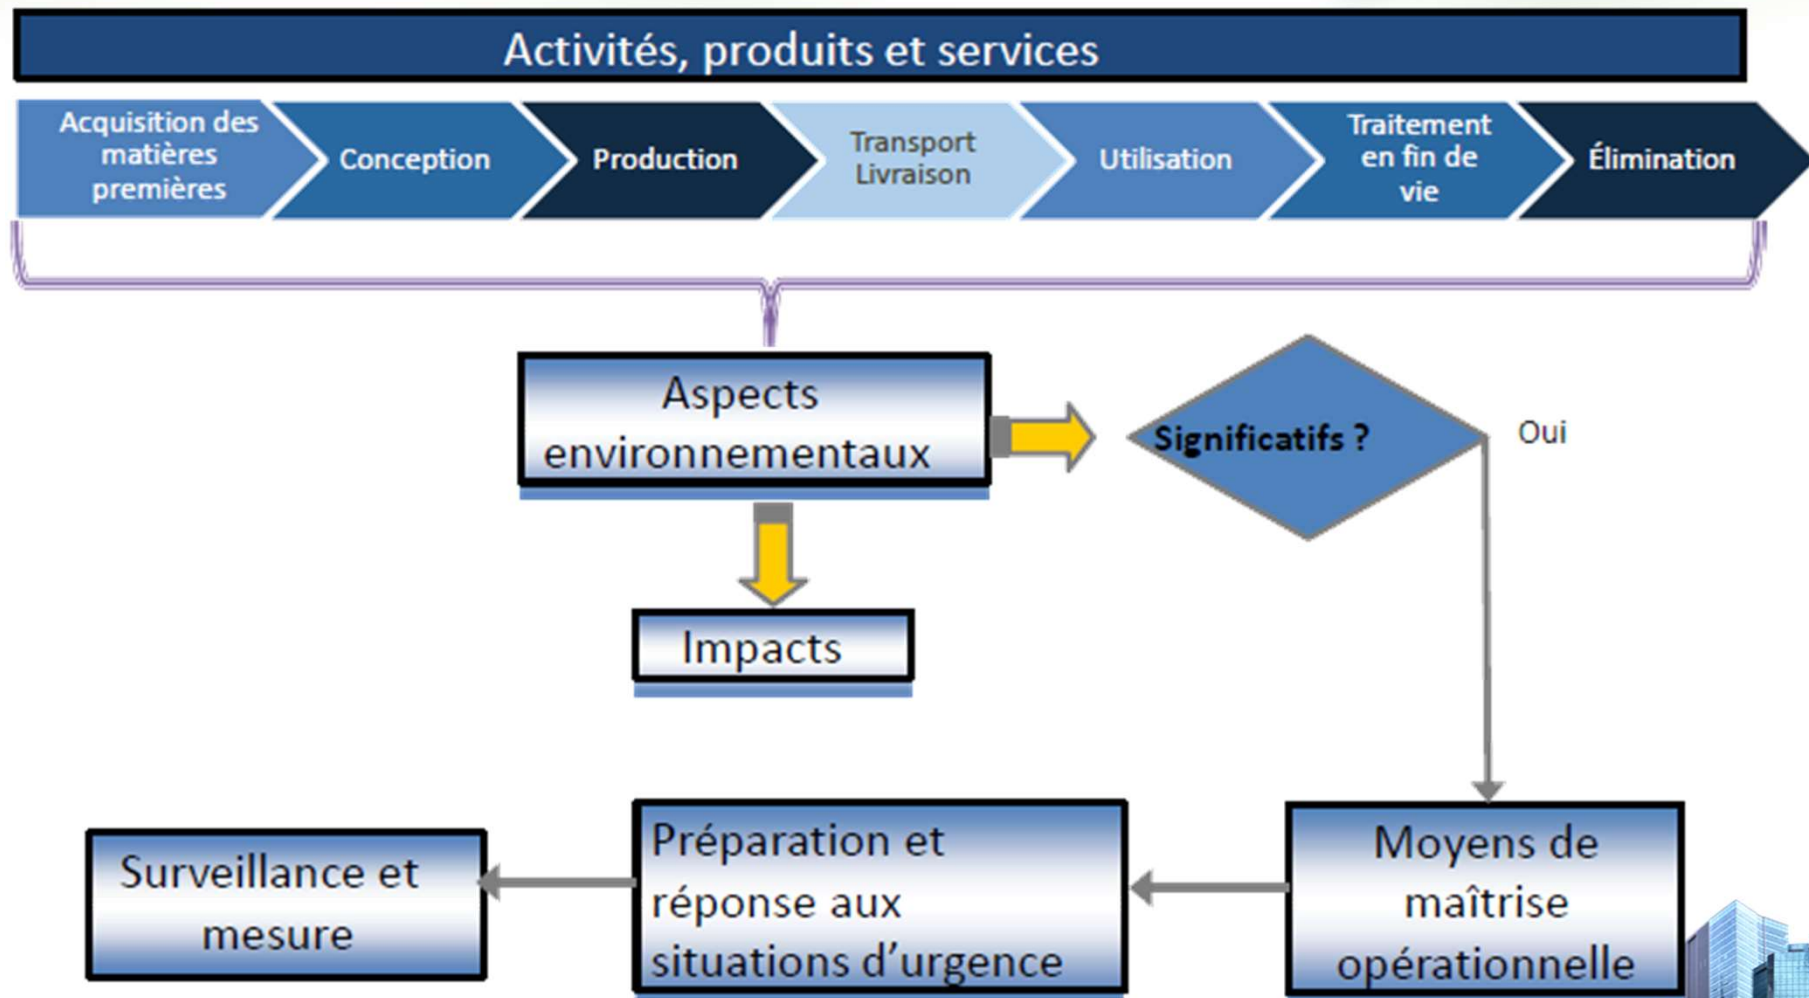 Activités, produits et services
Acquisition des
matières
premières
Conception
Production
Transport
Livraison
Utilisation
Traitement
en fin de
vie
Élimination
Aspects
environnementaux
Significatifs ?
Oui
Impacts
Surveillance et
mesure
Préparation et
réponse aux
situations d’urgence
Moyens de
maîtrise
opérationnelle